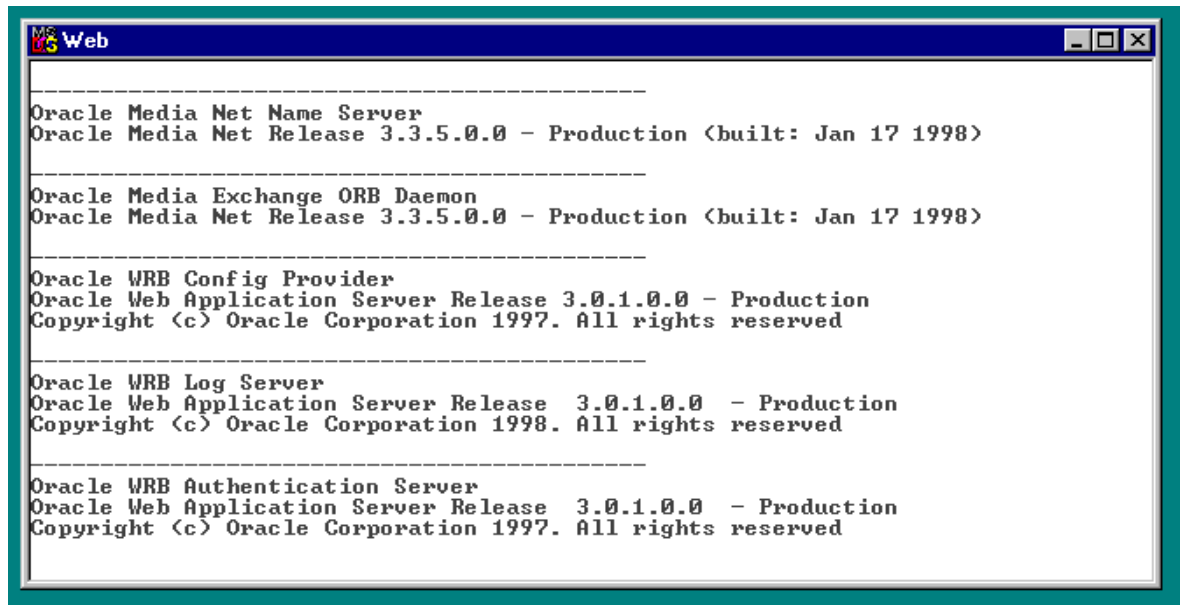 Web
_______________________________________________
Oracle Media Net Name Server
Oracle Media Net Release 3.3.5.0.0 - Production (built: Jan 17 1998)
_______________________________________________
Oracle Media Exchange ORB Daemon
Oracle Media Net Release 3.3.5.0.0 - Production (built: Jan 17 1998)
_______________________________________________
Oracle WRB Config Provider
Oracle Web Application Server Release 3.0.1.0.0 - Production
Copyright (c) Oracle Corporation 1997. All rights reserved
_______________________________________________
Oracle WRB Log Server
Oracle Web Application Server Release  3.0.1.0.0  - Production
Copyright (c) Oracle Corporation 1998. All rights reserved
_______________________________________________
Oracle WRB Authentication Server
Oracle Web Application Server Release  3.0.1.0.0  - Production
Copyright (c) Oracle Corporation 1997. All rights reserved